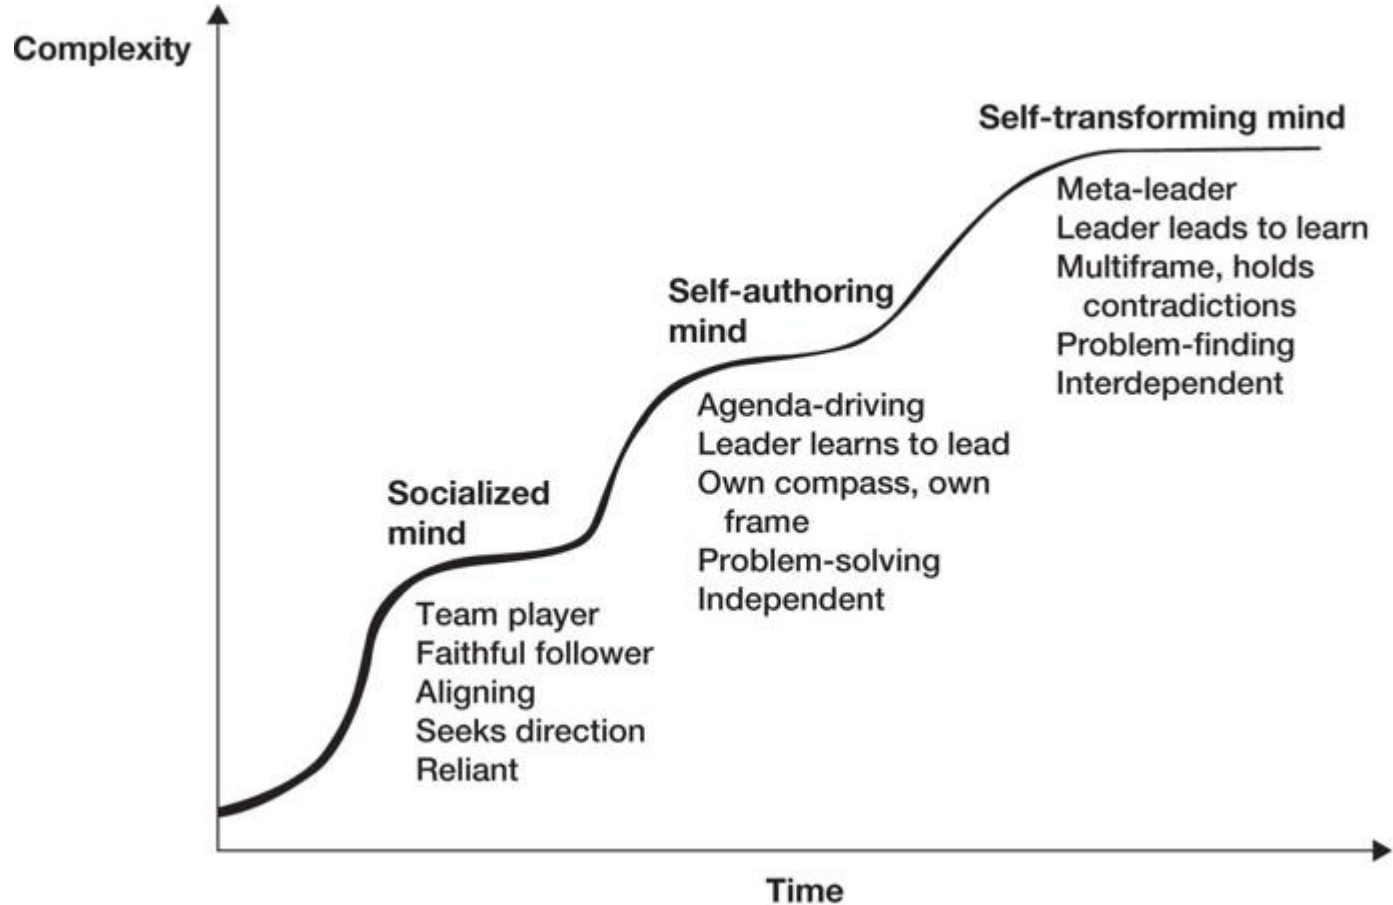 Complexity
Self-transforming mind
Meta-leader
Leader leads to learn
Multiframe, holds
contradictions
Problem-finding
Interdependent
Self-authoring
mind
Agenda-driving
Leader learns to lead
Own compass, own
frame
Problem-solving
Independent
Socialized
mind
Team player
Faithful follower
Aligning
Seeks direction
Reliant
Time